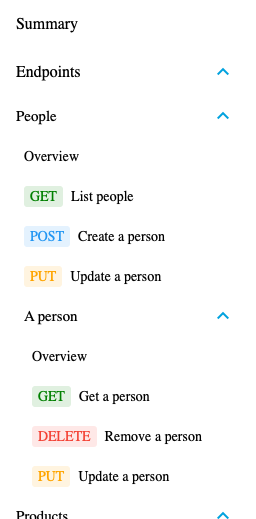 Summary
Endpoints
People
Overview
GET List people
POST Create a person
PUT Update a person
A person
Overview
GET Get a person
DELETE Remove a person
PUT Update a person
Products